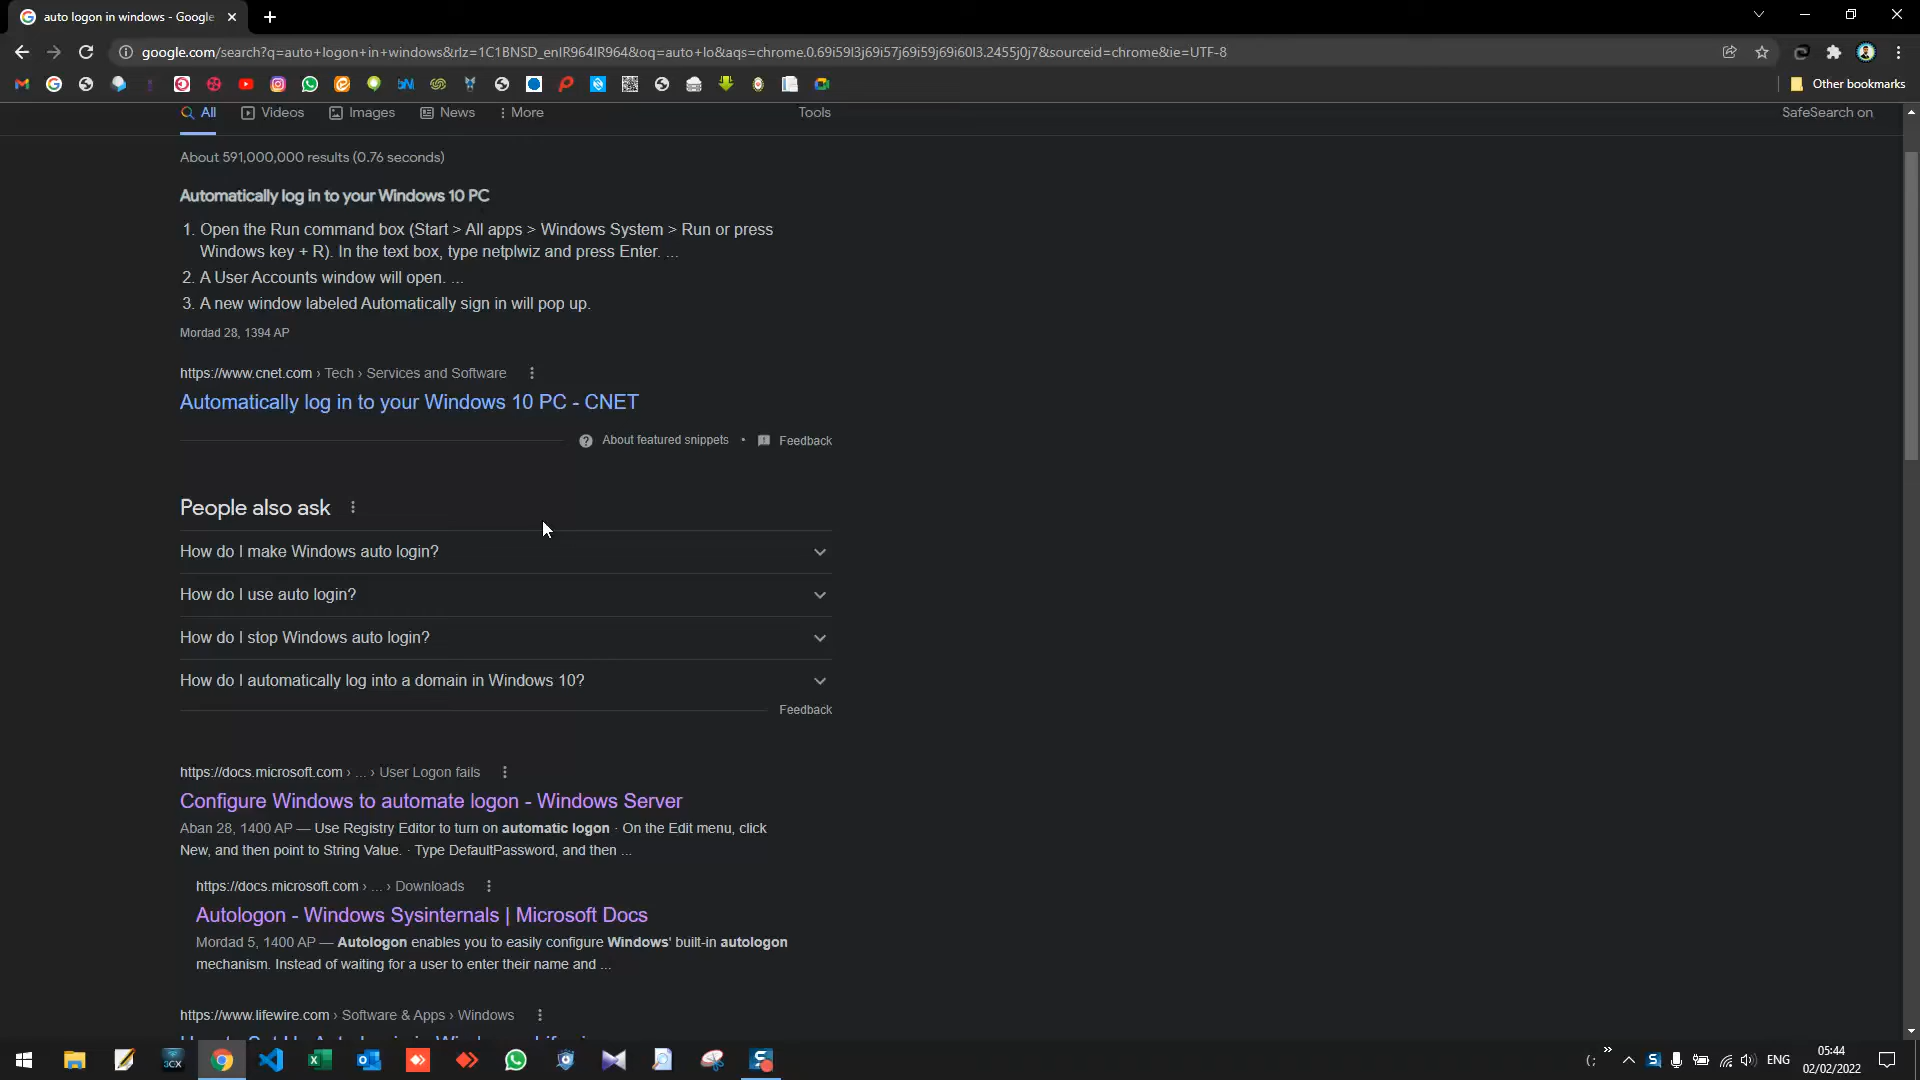 auto logon in windows - Google
google.com/search?q=auto+logon+in+windows&rlz=1C1BNSD_enIR964IR964&oq=auto+lo&aqs=chrome.0.69i59l3j69i57j69i59j69i60l3.2455j0j7&sourceid=chrome&ie=UTF-8
Other bookmarks
All Videos Images News More Tools SafeSearch on
About 591,000,000 results (0.76 seconds)
Automatically log in to your Windows 10 PC
1. Open the Run command box (Start > All apps > Windows System > Run or press
Windows key + R). In the text box, type netplwiz and press Enter. ...
2. A User Accounts window will open. ...
3. A new window labeled Automatically sign in will pop up.
Mordad 28, 1394 AP
https://www.cnet.com › Tech › Services and Software
Automatically log in to your Windows 10 PC - CNET
About featured snippets • Feedback
People also ask
How do I make Windows auto login?
How do I use auto login?
How do I stop Windows auto login?
How do I automatically log into a domain in Windows 10?
Feedback
https://docs.microsoft.com › ... › User Logon fails
Configure Windows to automate logon - Windows Server
Aban 28, 1400 AP — Use Registry Editor to turn on automatic logon · On the Edit menu, click
New, and then point to String Value. · Type DefaultPassword, and then ...
https://docs.microsoft.com › ... › Downloads
Autologon - Windows Sysinternals | Microsoft Docs
Mordad 5, 1400 AP — Autologon enables you to easily configure Windows' built-in autologon
mechanism. Instead of waiting for a user to enter their name and ...
https://www.lifewire.com › Software & Apps › Windows
3CX
ENG
05:44
02/02/2022